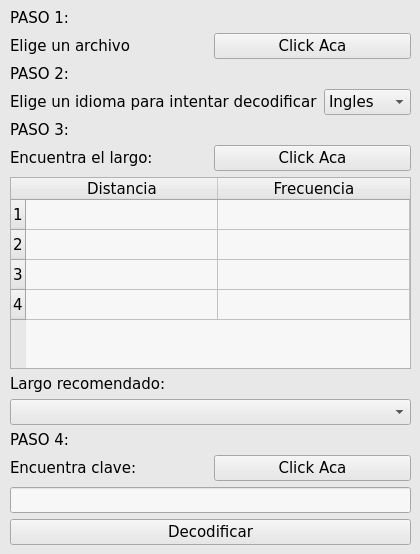 PASO 1:
Elige un archivo Click Aca
PASO 2:
Elige un idioma para intentar decodificar Ingles
PASO 3:
Encuentra el largo: Click Aca
Distancia Frecuencia
1
2
3
4
Largo recomendado:
PASO 4:
Encuentra clave: Click Aca
Decodificar